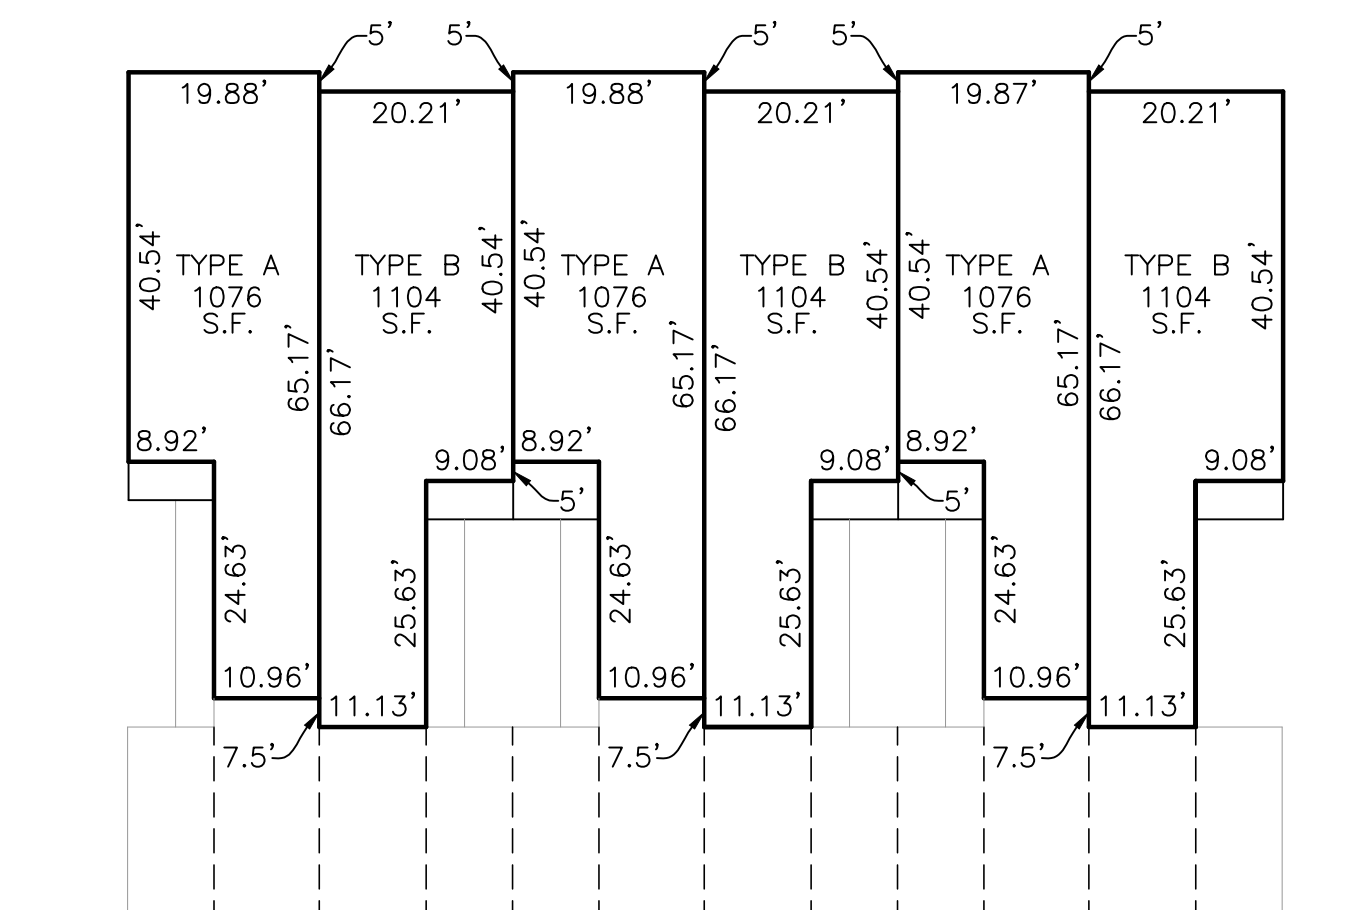 5' 5' 5' 5' 5'
19.88' 19.88' 19.87'
20.21' 20.21' 20.21'
40.54' 40.54' 40.54' 40.54' 40.54' 40.54'
TYPE A TYPE B TYPE A TYPE B TYPE A TYPE B
1076 1104 1076 1104 1076 1104
S.F. S.F. S.F. S.F. S.F. S.F.
65.17' 66.17' 65.17' 66.17' 65.17' 66.17'
8.92' 8.92' 8.92'
9.08' 9.08' 9.08'
5' 5'
24.63' 25.63' 24.63' 25.63' 24.63' 25.63'
10.96' 10.96' 10.96'
11.13' 11.13' 11.13'
7.5' 7.5' 7.5'